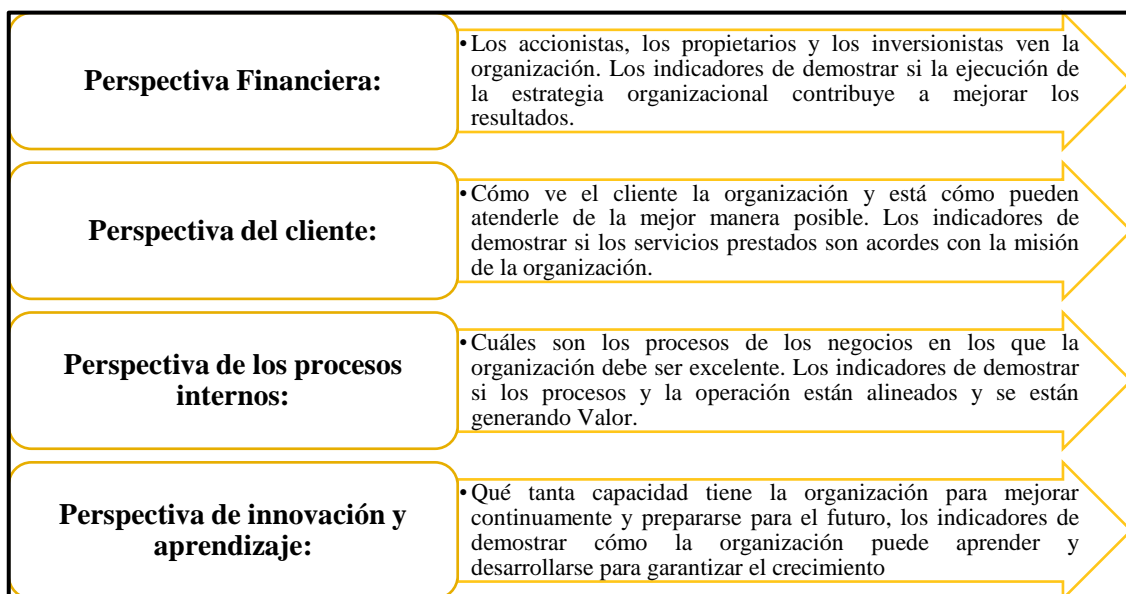 Perspectiva Financiera:
•Los accionistas, los propietarios y los inversionistas ven la
organización. Los indicadores de demostrar si la ejecución de
la estrategia organizacional contribuye a mejorar los
resultados.
Perspectiva del cliente:
•Cómo ve el cliente la organización y está cómo pueden
atenderle de la mejor manera posible. Los indicadores de
demostrar si los servicios prestados son acordes con la misión
de la organización.
Perspectiva de los procesos
internos:
•Cuáles son los procesos de los negocios en los que la
organización debe ser excelente. Los indicadores de demostrar
si los procesos y la operación están alineados y se están
generando Valor.
Perspectiva de innovación y
aprendizaje:
•Qué tanta capacidad tiene la organización para mejorar
continuamente y prepararse para el futuro, los indicadores de
demostrar cómo la organización puede aprender y
desarrollarse para garantizar el crecimiento